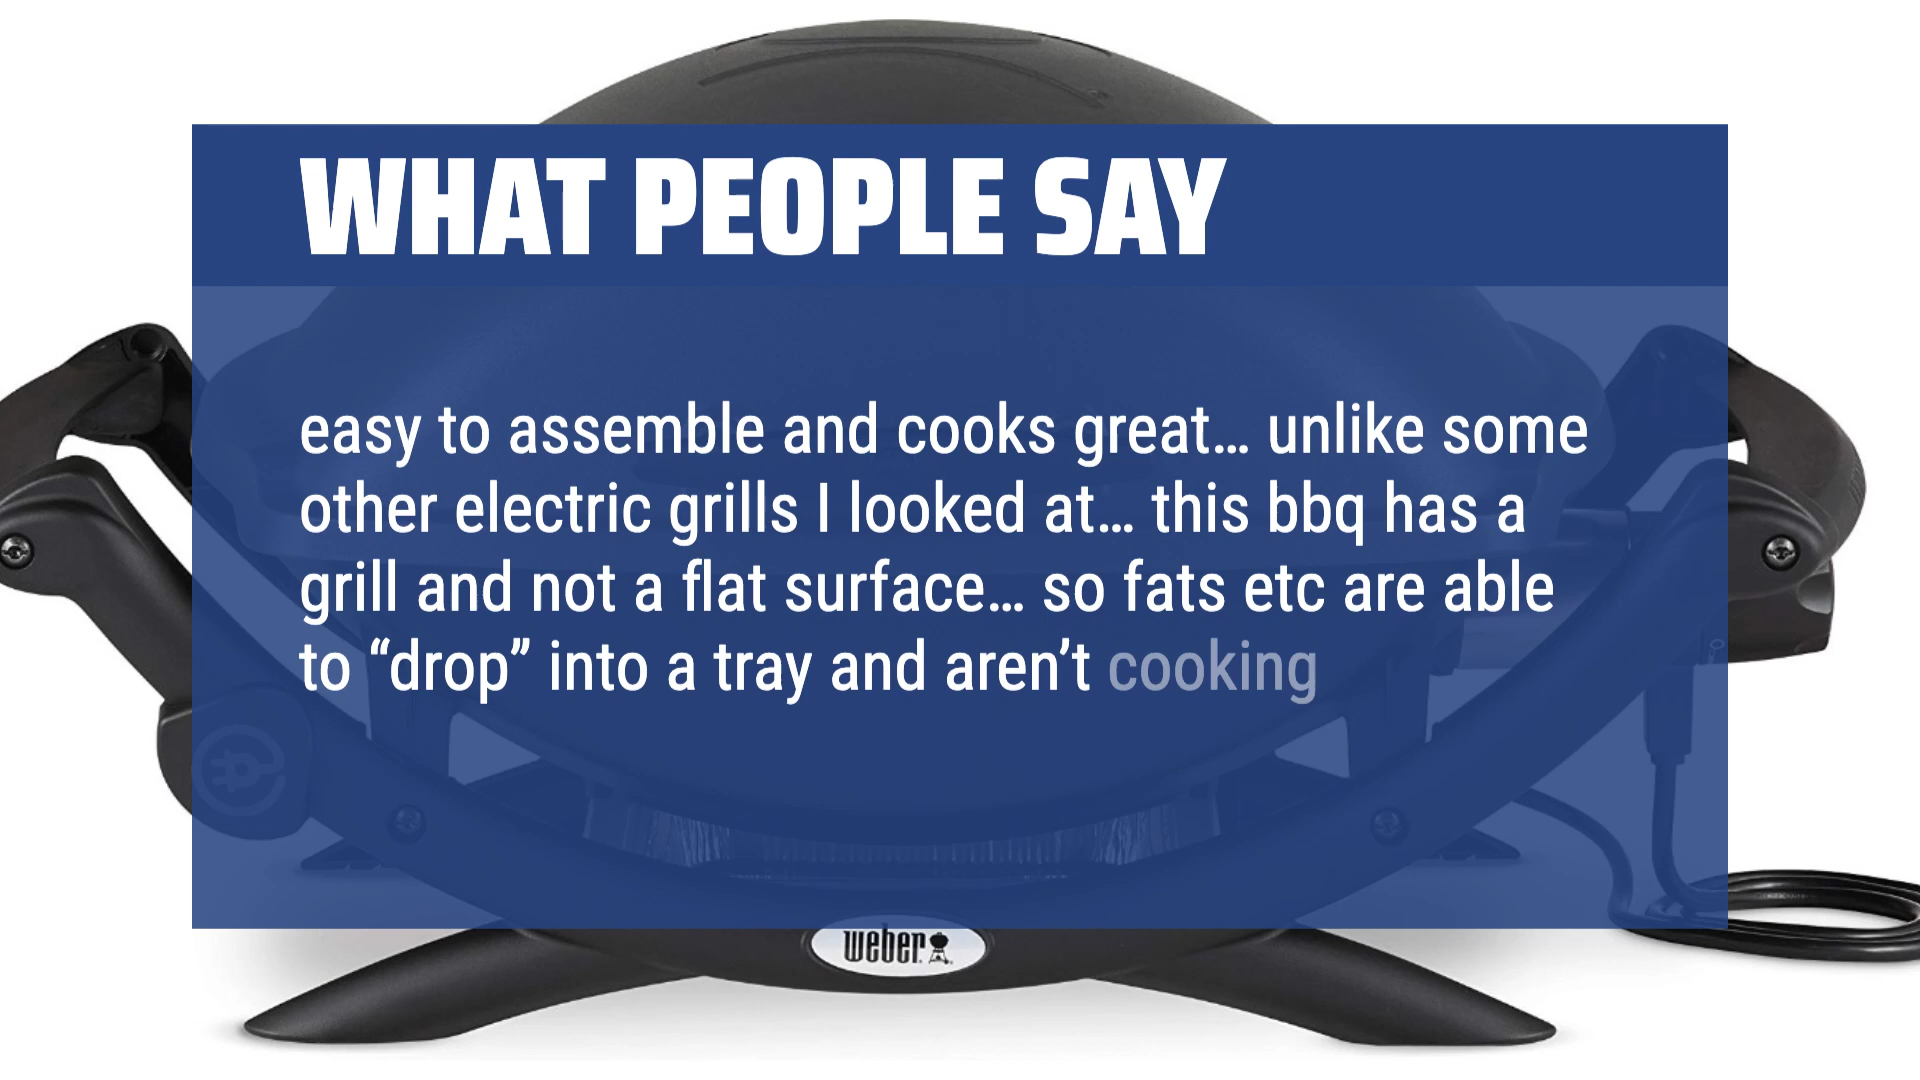 WHAT PEOPLE SAY
easy to assemble and cooks great… unlike some
other electric grills I looked at… this bbq has a
grill and not a flat surface… so fats etc are able
to “drop” into a tray and aren’t cooking
weber